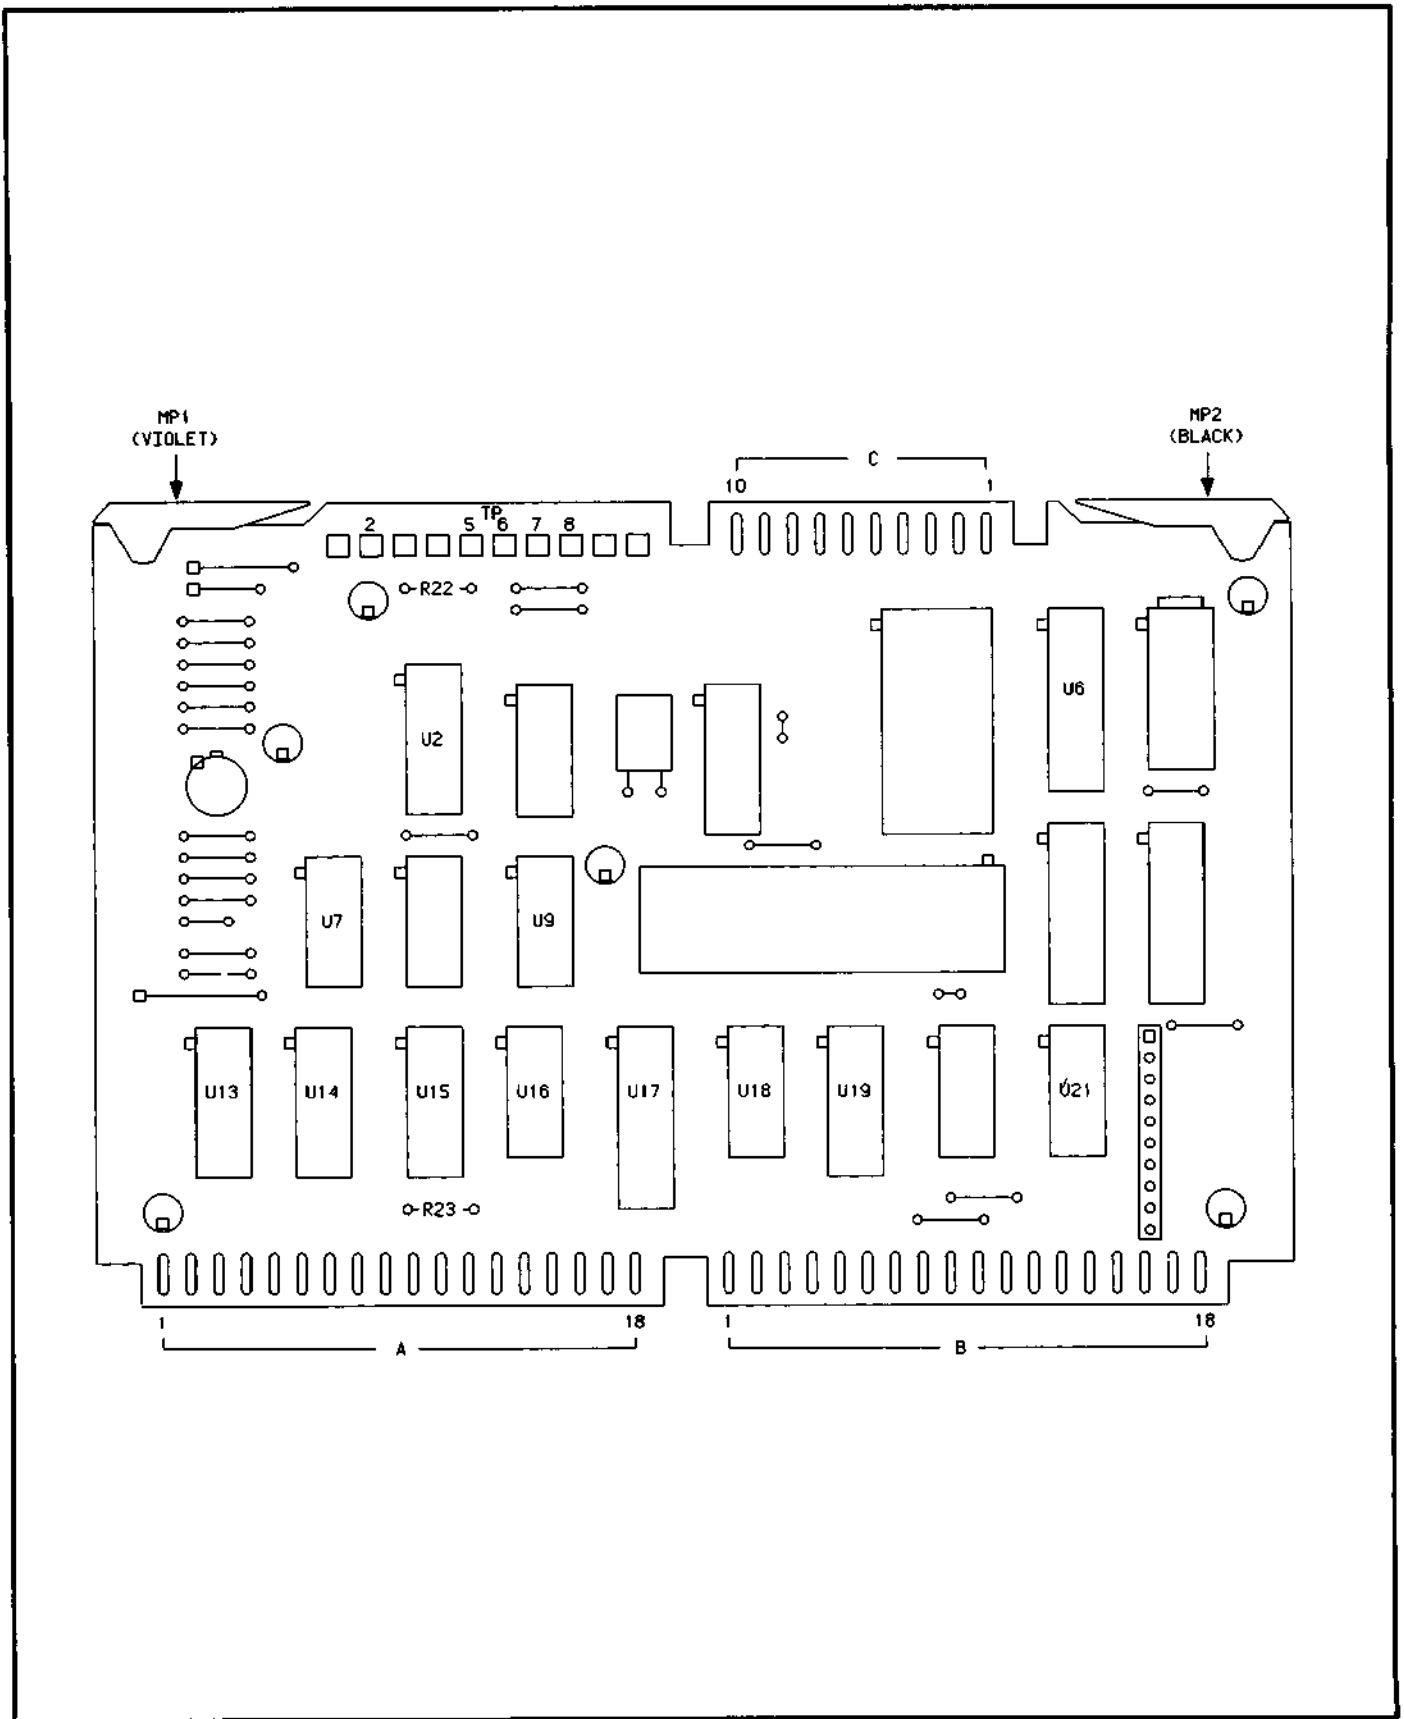 MP1
(VIOLET)
MP2
(BLACK)
C
10 1
TP
2 5 6 7 8
R22
U6
U2
U7 U9
U13 U14 U15 U16 U17 U18 U19 U21
R23
1 18 1 18
A B